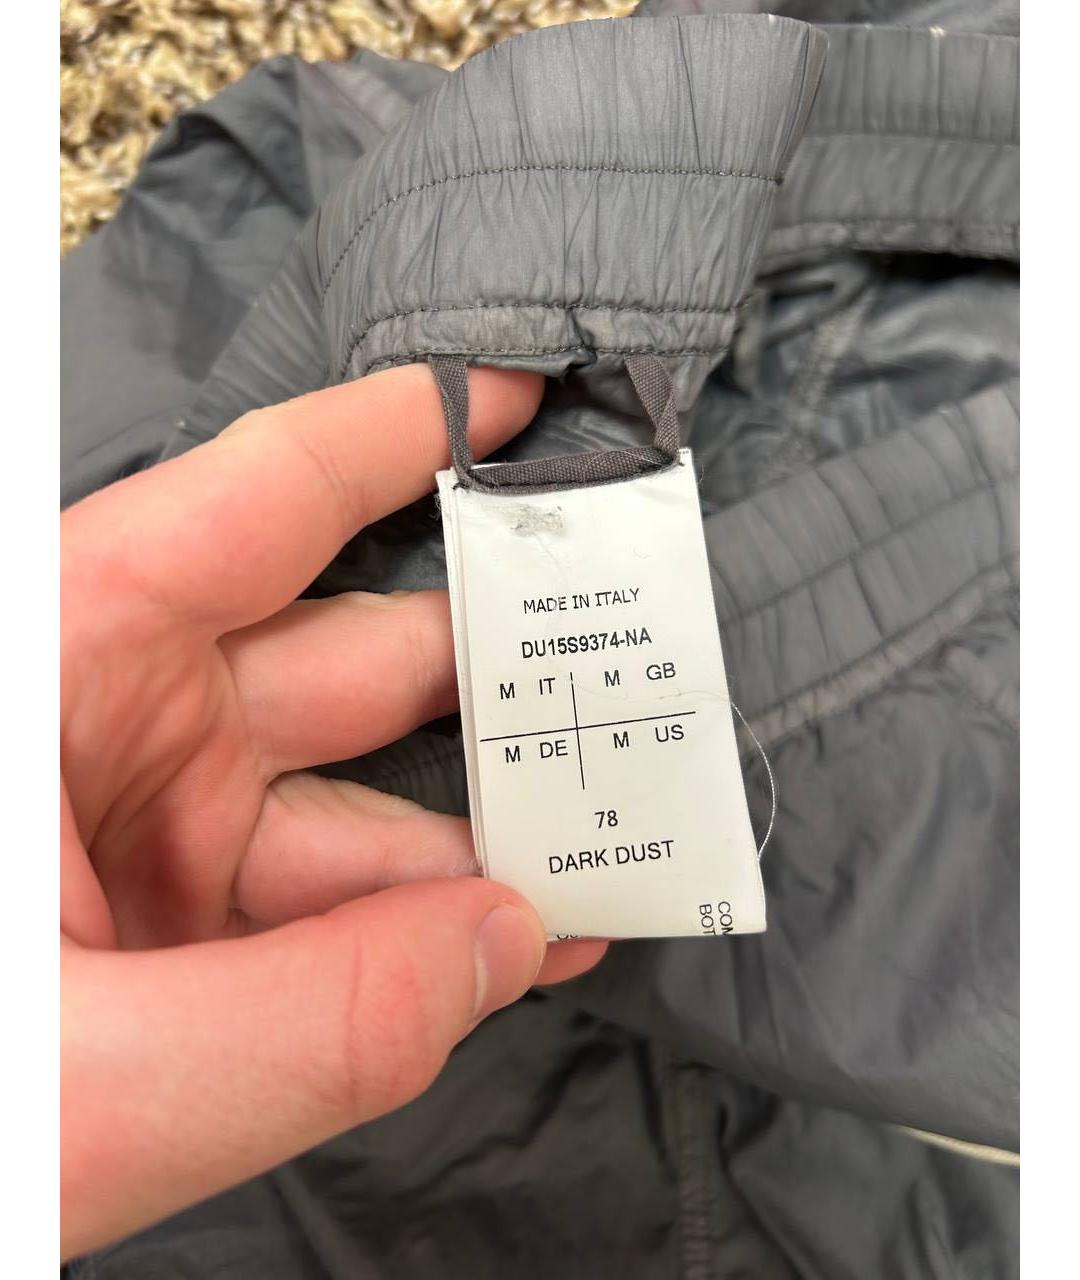 MADE IN ITALY
DU15S9374-NA
M IT M GB
M DE M US
78
DARK DUST